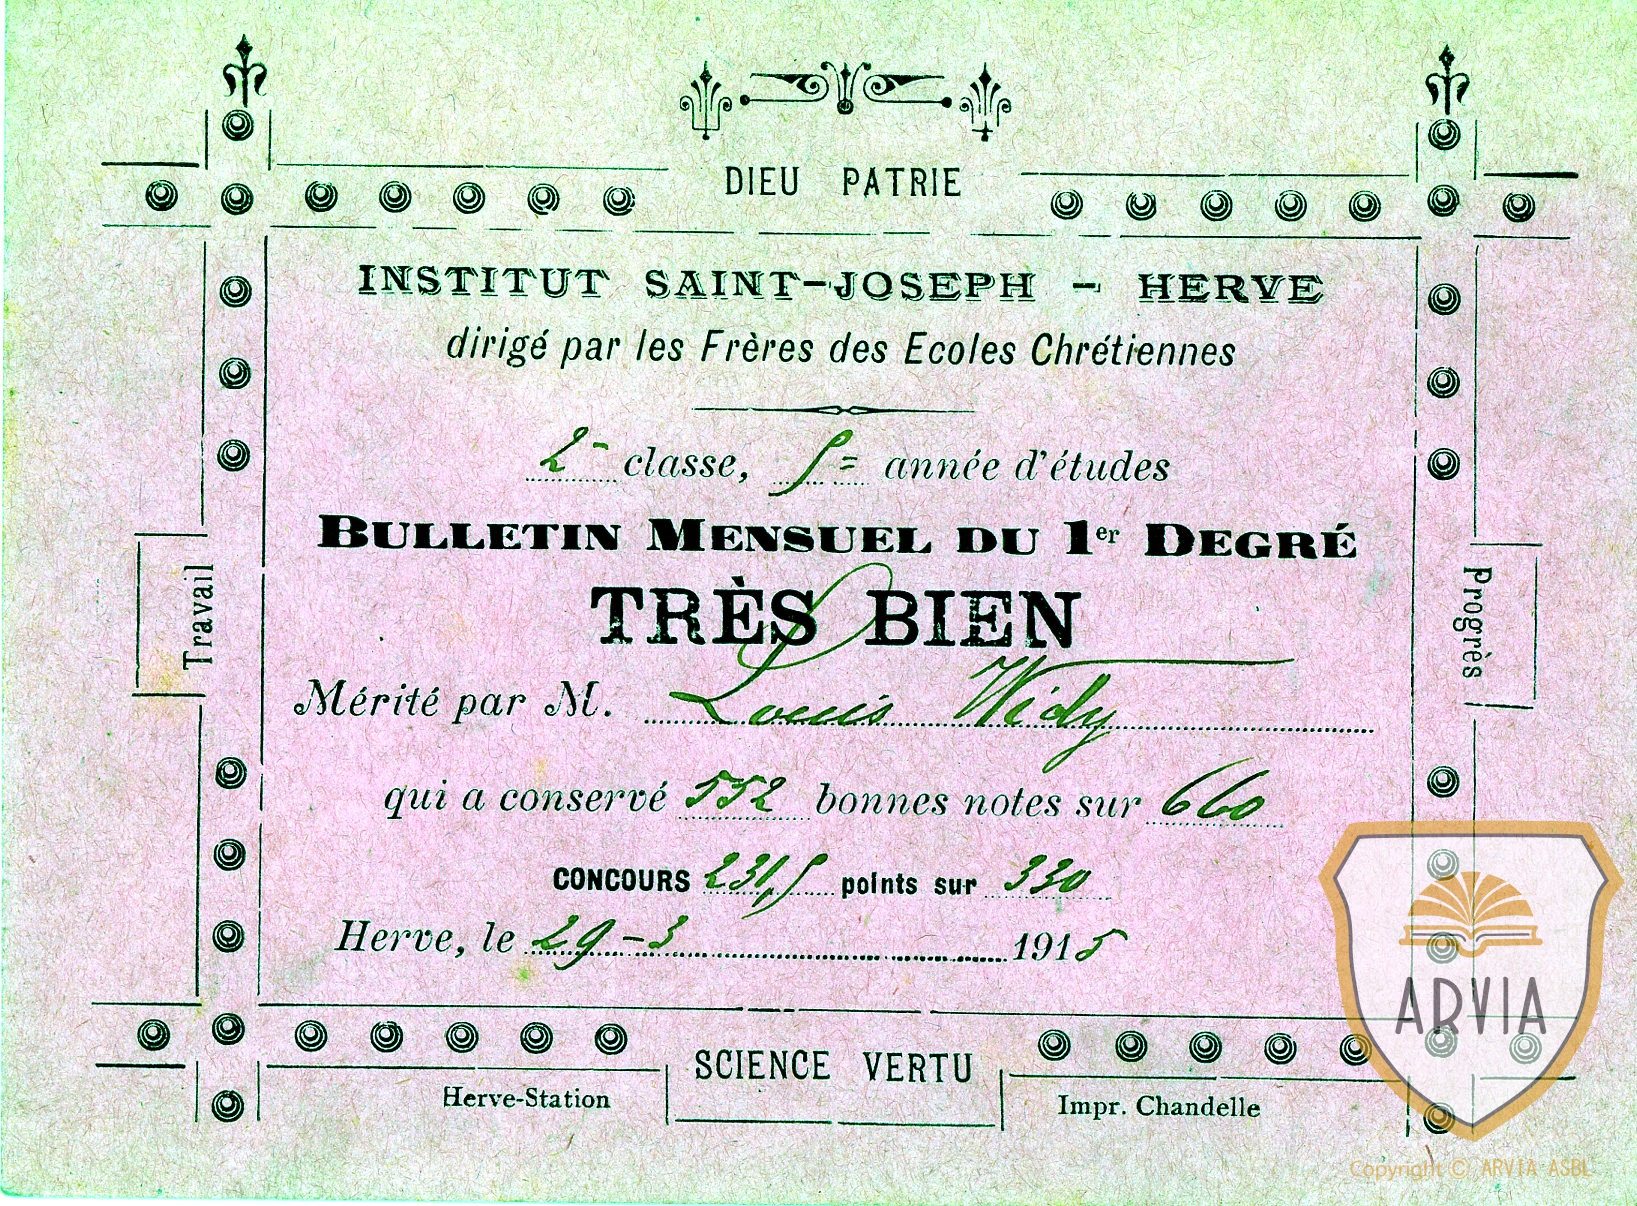 DIEU PATRIE
INSTITUT SAINT-JOSEPH - HERVE
dirigé par les Frères des Ecoles Chrétiennes
2e classe, 5e année d'études
BULLETIN MENSUEL DU 1er DEGRÉ
TRÈS BIEN
Travail
Progrès
Mérité par M. Louis Widy
qui a conservé 552 bonnes notes sur 660
CONCOURS 231,5 points sur 330
Herve, le 29-3 1915
SCIENCE VERTU
Herve-Station
Impr. Chandelle
ARVIA
Copyright © ARVIA ASBL